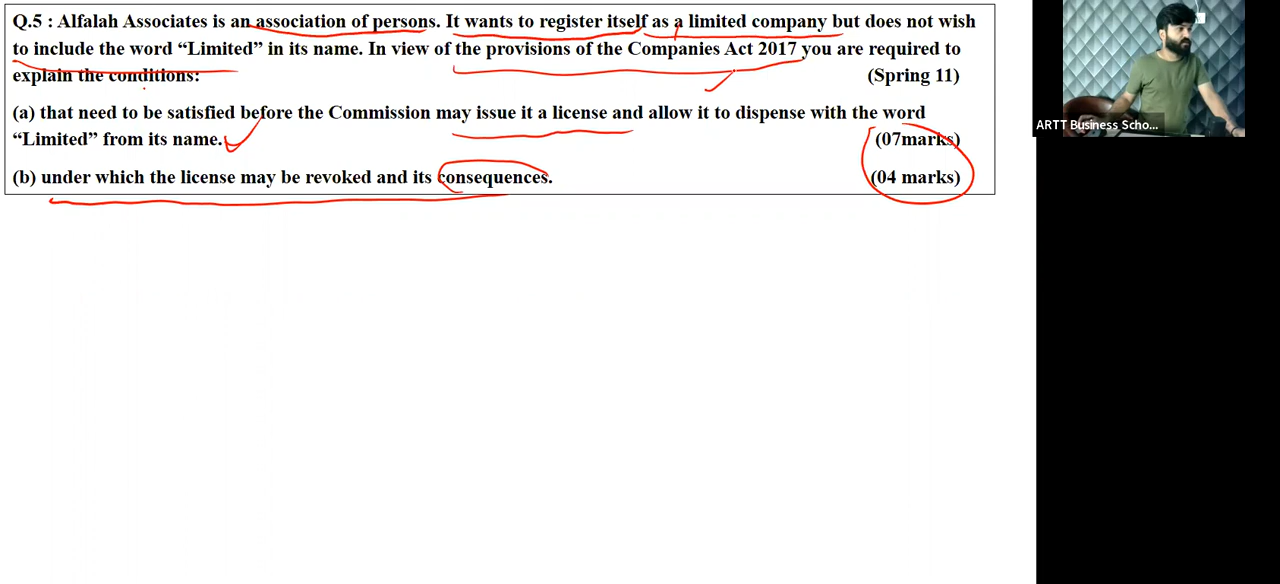 Q.5 : Alfalah Associates is an association of persons. It wants to register itself as a limited company but does not wish
to include the word “Limited” in its name. In view of the provisions of the Companies Act 2017 you are required to
explain the conditions: (Spring 11)
(a) that need to be satisfied before the Commission may issue it a license and allow it to dispense with the word
“Limited” from its name. (07marks)
(b) under which the license may be revoked and its consequences. (04 marks)
ARTT Business Scho...